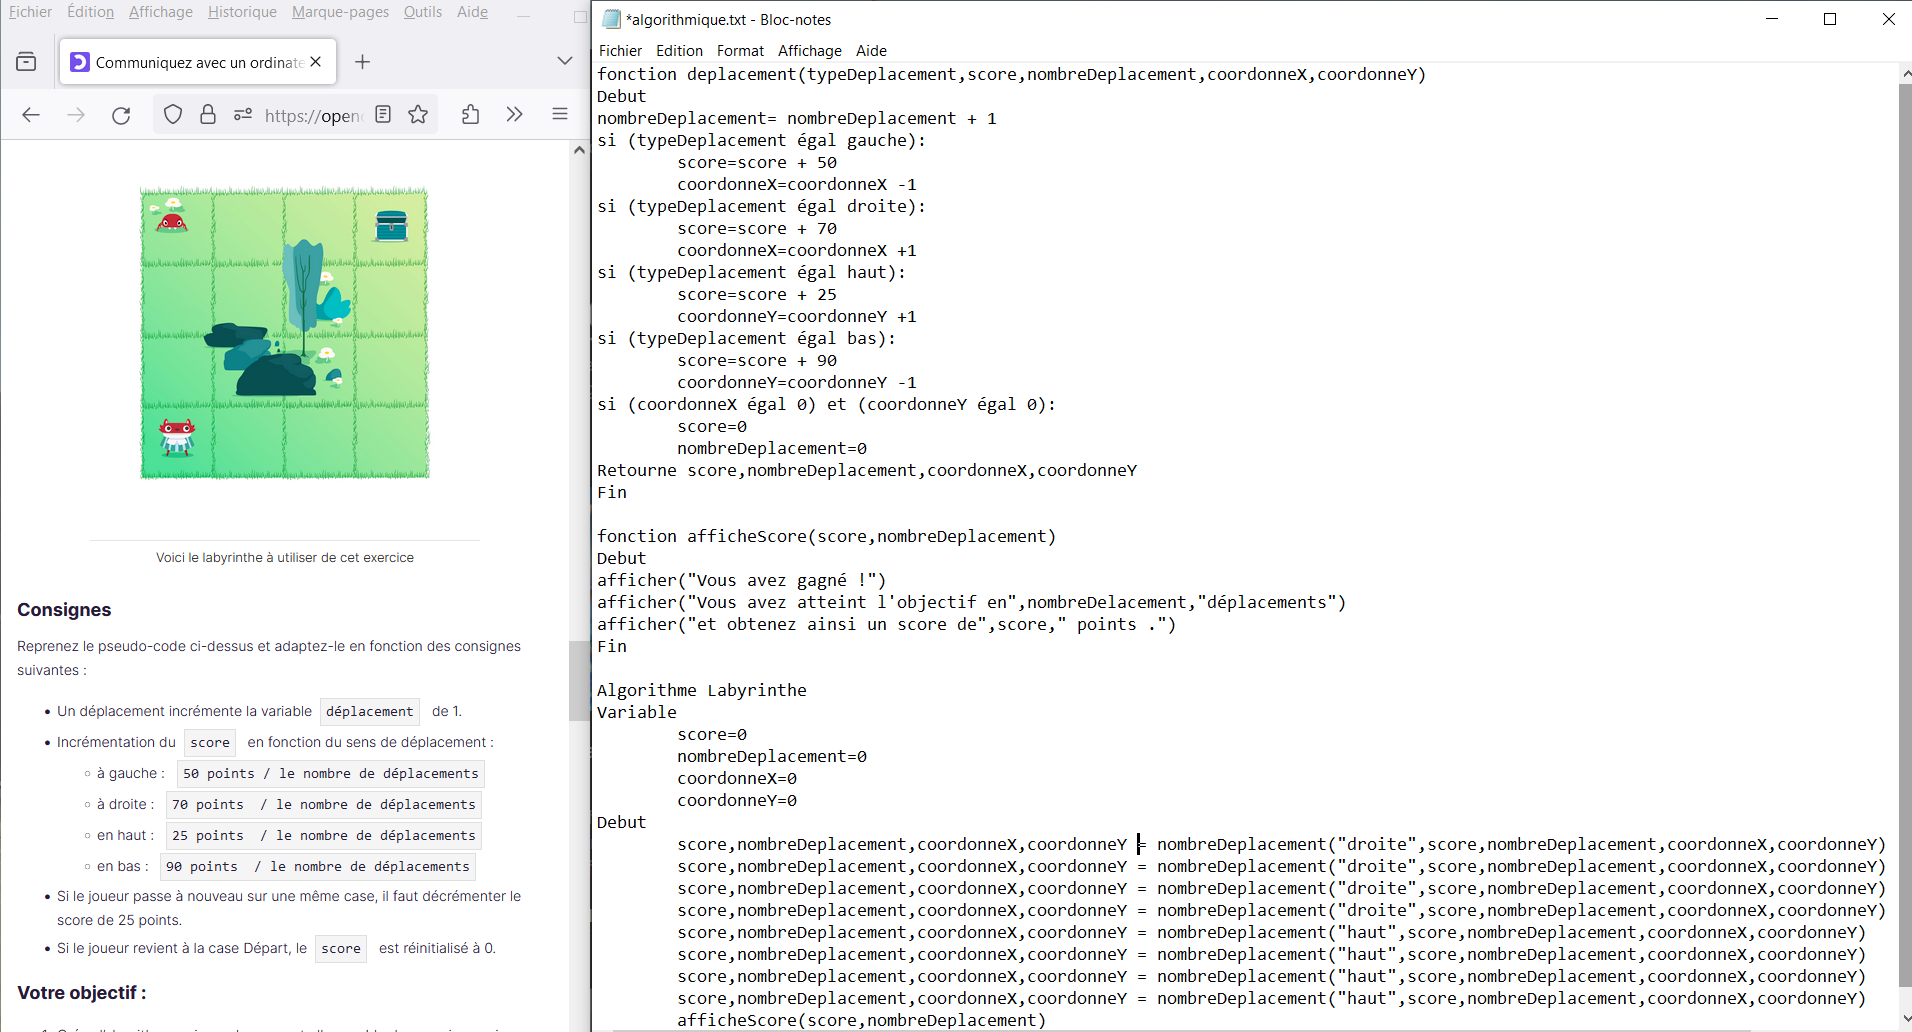 Fichier Édition Affichage Historique Marque-pages Outils Aide
Communiquez avec un ordinate
https://openc
Voici le labyrinthe à utiliser de cet exercice
Consignes
Reprenez le pseudo-code ci-dessus et adaptez-le en fonction des consignes
suivantes :
• Un déplacement incrémente la variable déplacement de 1.
• Incrémentation du score en fonction du sens de déplacement :
◦ à gauche : 50 points / le nombre de déplacements
◦ à droite : 70 points / le nombre de déplacements
◦ en haut : 25 points / le nombre de déplacements
◦ en bas : 90 points / le nombre de déplacements
• Si le joueur passe à nouveau sur une même case, il faut décrémenter le
score de 25 points.
• Si le joueur revient à la case Départ, le score est réinitialisé à 0.
Votre objectif :
*algorithmique.txt - Bloc-notes
Fichier Edition Format Affichage Aide
fonction deplacement(typeDeplacement,score,nombreDeplacement,coordonneX,coordonneY)
Debut
nombreDeplacement= nombreDeplacement + 1
si (typeDeplacement égal gauche):
score=score + 50
coordonneX=coordonneX -1
si (typeDeplacement égal droite):
score=score + 70
coordonneX=coordonneX +1
si (typeDeplacement égal haut):
score=score + 25
coordonneY=coordonneY +1
si (typeDeplacement égal bas):
score=score + 90
coordonneY=coordonneY -1
si (coordonneX égal 0) et (coordonneY égal 0):
score=0
nombreDeplacement=0
Retourne score,nombreDeplacement,coordonneX,coordonneY
Fin
fonction afficheScore(score,nombreDeplacement)
Debut
afficher("Vous avez gagné !")
afficher("Vous avez atteint l'objectif en",nombreDelacement,"déplacements")
afficher("et obtenez ainsi un score de",score," points .")
Fin
Algorithme Labyrinthe
Variable
score=0
nombreDeplacement=0
coordonneX=0
coordonneY=0
Debut
score,nombreDeplacement,coordonneX,coordonneY = nombreDeplacement("droite",score,nombreDeplacement,coordonneX,coordonneY)
score,nombreDeplacement,coordonneX,coordonneY = nombreDeplacement("droite",score,nombreDeplacement,coordonneX,coordonneY)
score,nombreDeplacement,coordonneX,coordonneY = nombreDeplacement("droite",score,nombreDeplacement,coordonneX,coordonneY)
score,nombreDeplacement,coordonneX,coordonneY = nombreDeplacement("droite",score,nombreDeplacement,coordonneX,coordonneY)
score,nombreDeplacement,coordonneX,coordonneY = nombreDeplacement("haut",score,nombreDeplacement,coordonneX,coordonneY)
score,nombreDeplacement,coordonneX,coordonneY = nombreDeplacement("haut",score,nombreDeplacement,coordonneX,coordonneY)
score,nombreDeplacement,coordonneX,coordonneY = nombreDeplacement("haut",score,nombreDeplacement,coordonneX,coordonneY)
score,nombreDeplacement,coordonneX,coordonneY = nombreDeplacement("haut",score,nombreDeplacement,coordonneX,coordonneY)
afficheScore(score,nombreDeplacement)